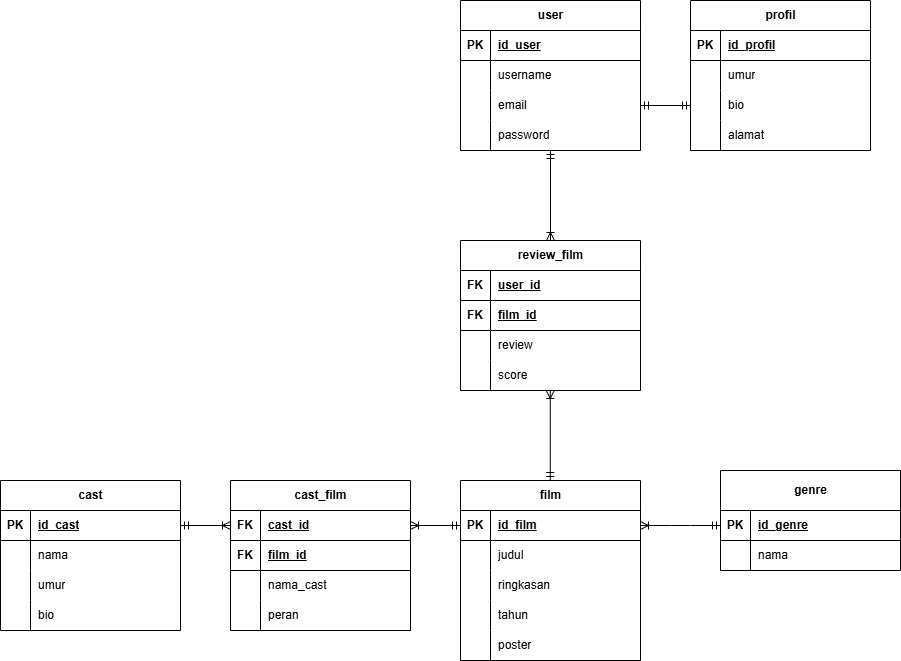 user
PK id_user
username
email
password
profil
PK id_profil
umur
bio
alamat
review_film
FK user_id
FK film_id
review
score
cast
PK id_cast
nama
umur
bio
cast_film
FK cast_id
FK film_id
nama_cast
peran
film
PK id_film
judul
ringkasan
tahun
poster
genre
PK id_genre
nama